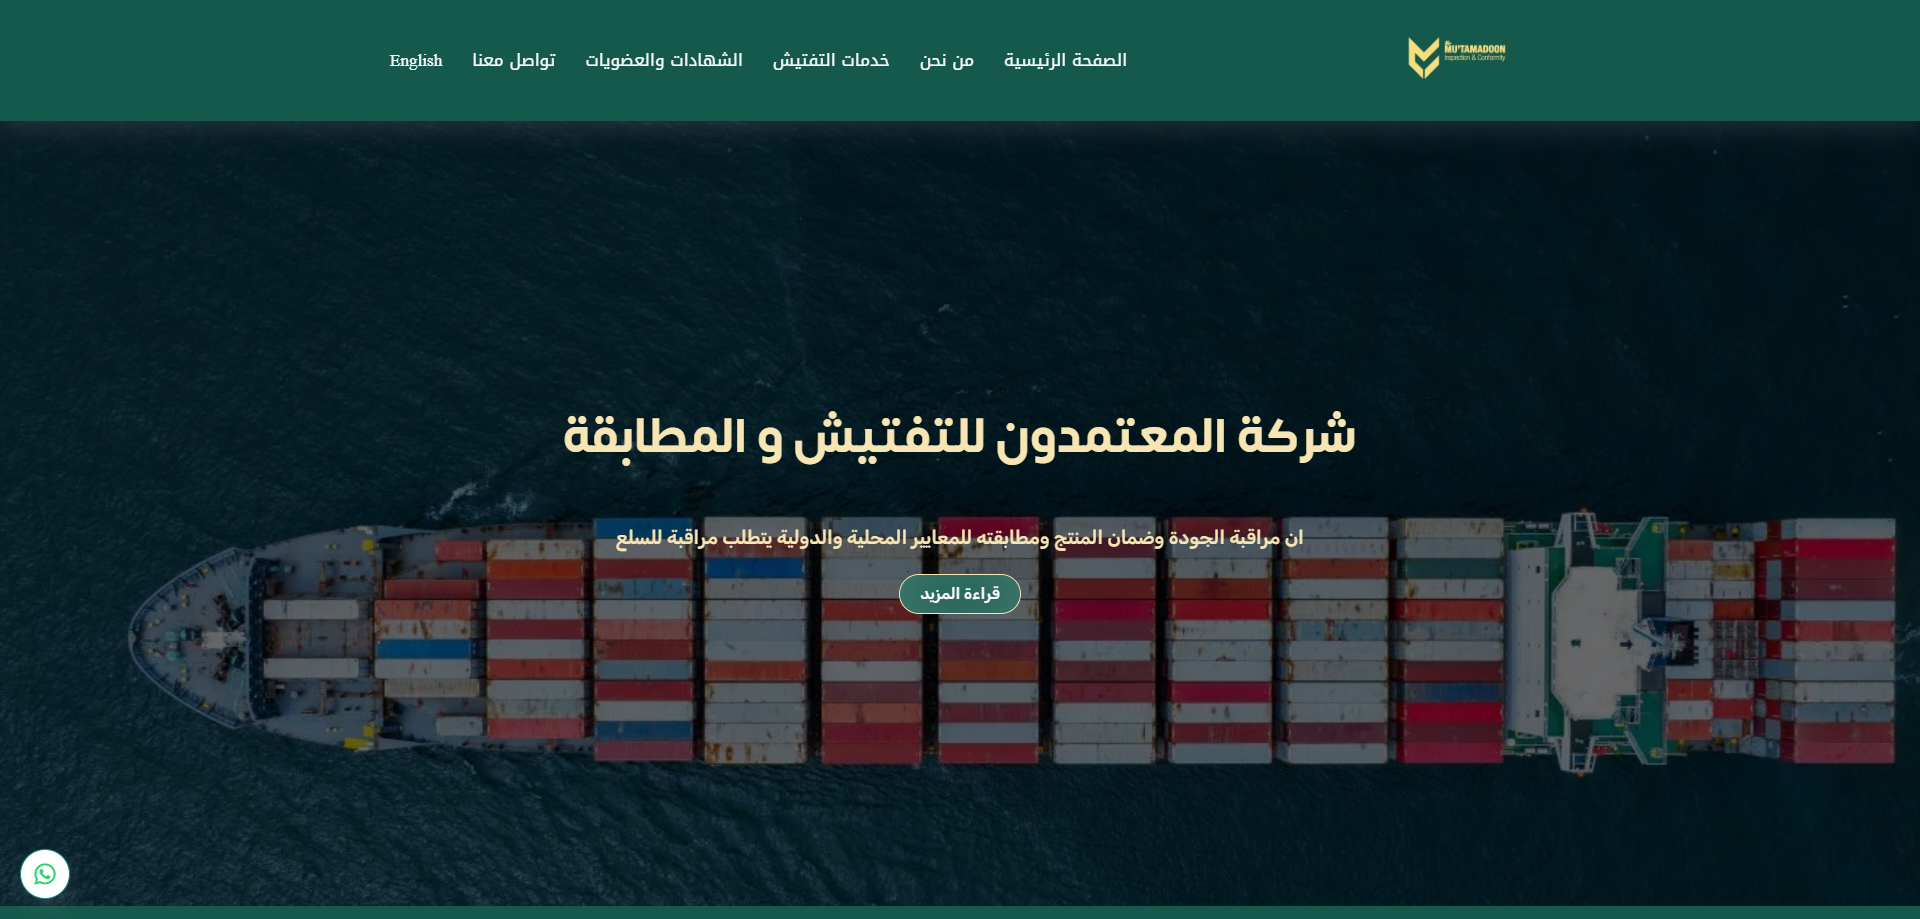 AL-
MU'TAMADOON
Inspection & Conformity
الصفحة الرئيسية
من نحن
خدمات التفتيش
الشهادات والعضويات
تواصل معنا
English
شركة المعتمدون للتفتيش و المطابقة
ان مراقبة الجودة وضمان المنتج ومطابقته للمعايير المحلية والدولية يتطلب مراقبة للسلع
قراءة المزيد